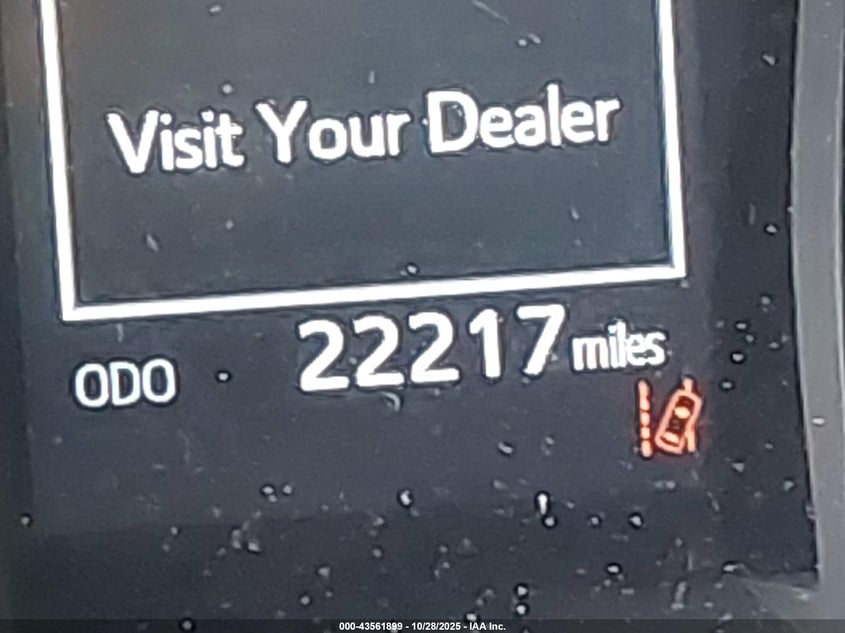 Visit Your Dealer
ODO 22217 miles
000-43561899 - 10/28/2025 - IAA Inc.